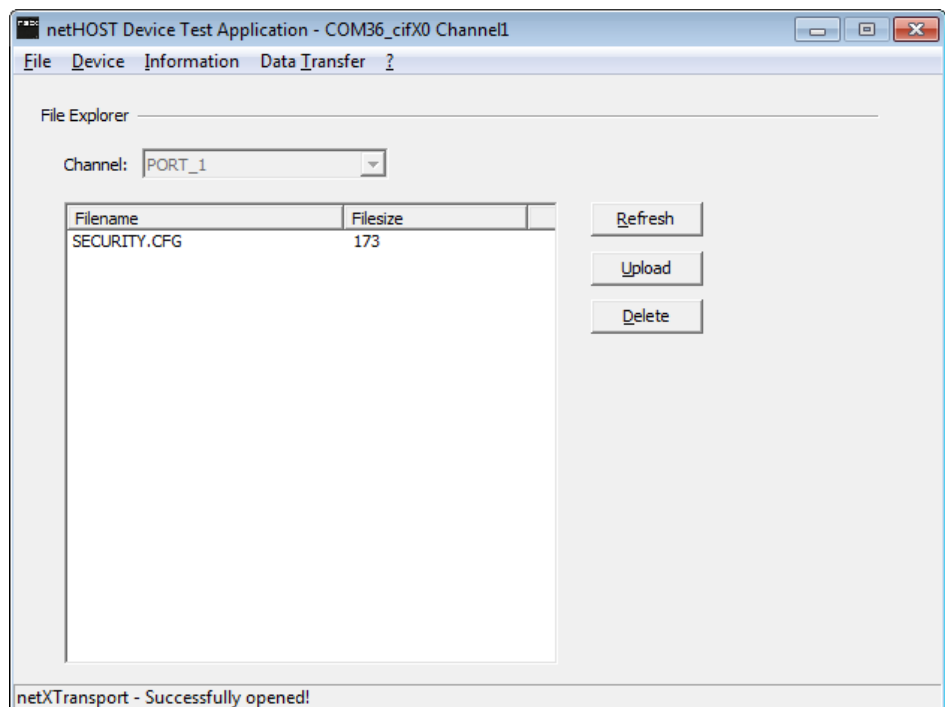 netHOST Device Test Application - COM36_cifX0 Channel1
File Device Information Data Transfer ?
File Explorer
Channel: PORT_1
Filename Filesize
SECURITY.CFG 173
Refresh
Upload
Delete
netXTransport - Successfully opened!